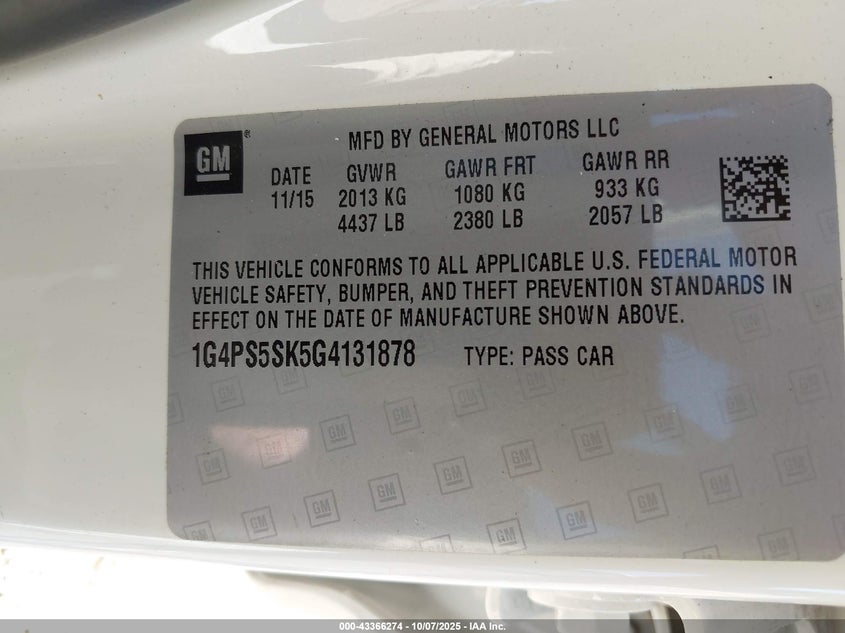 GM ®
MFD BY GENERAL MOTORS LLC
DATE GVWR GAWR FRT GAWR RR
11/15 2013 KG 1080 KG 933 KG
4437 LB 2380 LB 2057 LB
THIS VEHICLE CONFORMS TO ALL APPLICABLE U.S. FEDERAL MOTOR
VEHICLE SAFETY, BUMPER, AND THEFT PREVENTION STANDARDS IN
EFFECT ON THE DATE OF MANUFACTURE SHOWN ABOVE.
1G4PS5SK5G4131878 TYPE: PASS CAR
000-43366274 - 10/07/2025 - IAA Inc.